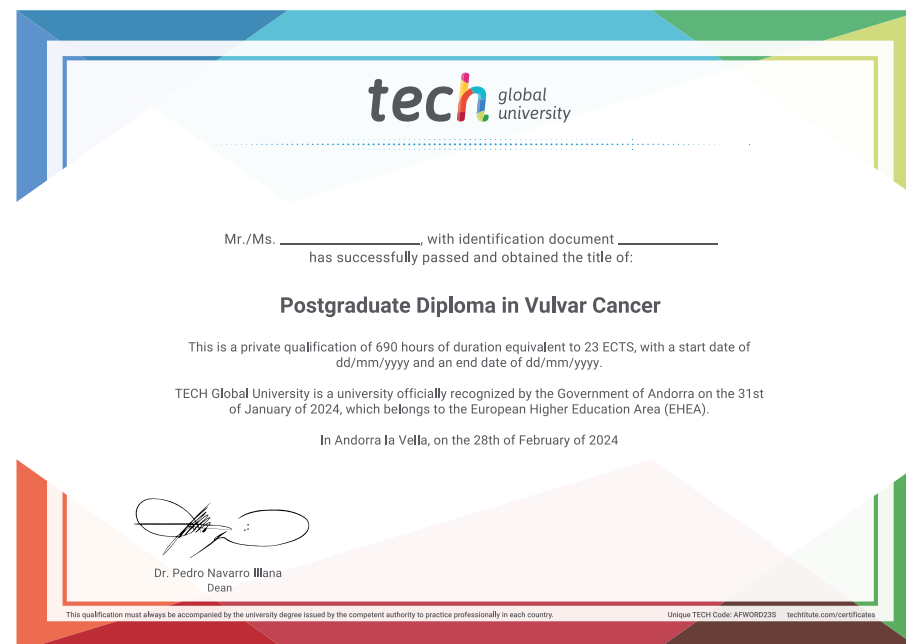 tech global
university
Mr./Ms. ____________________, with identification document ______________
has successfully passed and obtained the title of:
Postgraduate Diploma in Vulvar Cancer
This is a private qualification of 690 hours of duration equivalent to 23 ECTS, with a start date of
dd/mm/yyyy and an end date of dd/mm/yyyy.
TECH Global University is a university officially recognized by the Government of Andorra on the 31st
of January of 2024, which belongs to the European Higher Education Area (EHEA).
In Andorra la Vella, on the 28th of February of 2024
Dr. Pedro Navarro Illana
Dean
This qualification must always be accompanied by the university degree issued by the competent authority to practice professionally in each country.
Unique TECH Code: AFWORD23S techtitute.com/certificates